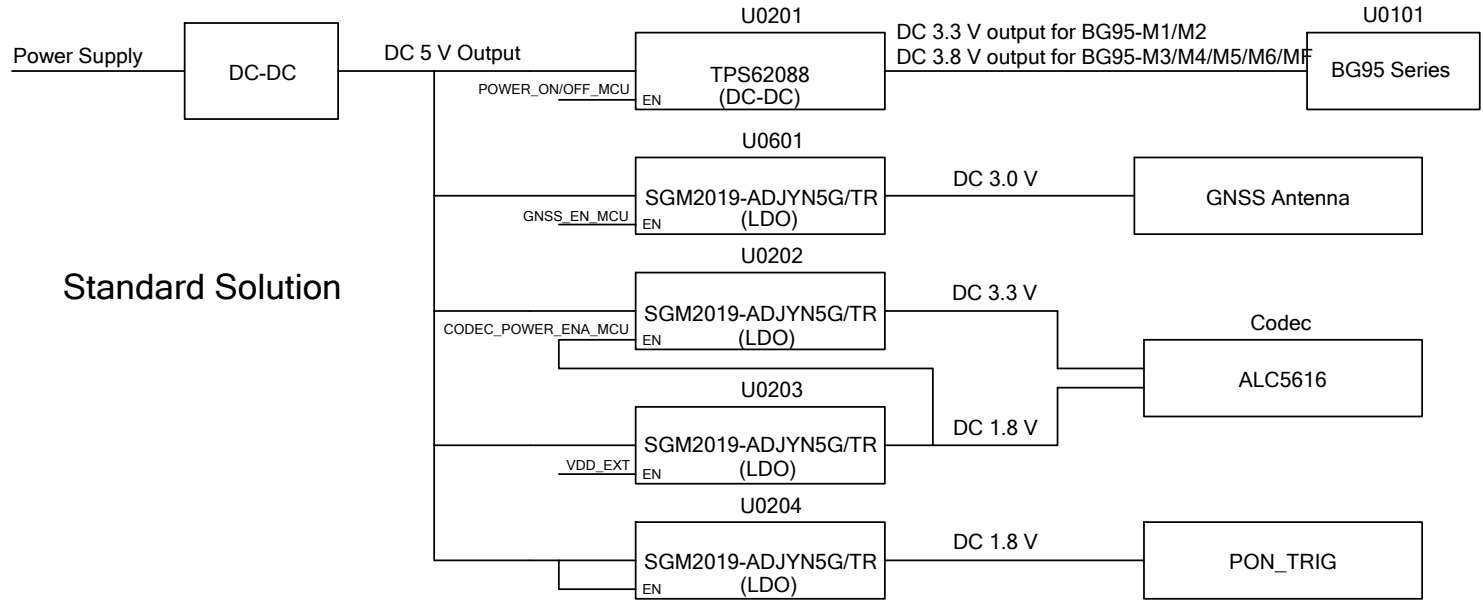 U0201
U0101
Power Supply
DC-DC
DC 5 V Output
POWER_ON/OFF_MCU
EN
TPS62088
(DC-DC)
DC 3.3 V output for BG95-M1/M2
DC 3.8 V output for BG95-M3/M4/M5/M6/MF
BG95 Series
U0601
SGM2019-ADJYN5G/TR
(LDO)
GNSS_EN_MCU
EN
DC 3.0 V
GNSS Antenna
Standard Solution
U0202
SGM2019-ADJYN5G/TR
(LDO)
CODEC_POWER_ENA_MCU
EN
DC 3.3 V
Codec
ALC5616
U0203
SGM2019-ADJYN5G/TR
(LDO)
VDD_EXT
EN
DC 1.8 V
U0204
SGM2019-ADJYN5G/TR
(LDO)
EN
DC 1.8 V
PON_TRIG